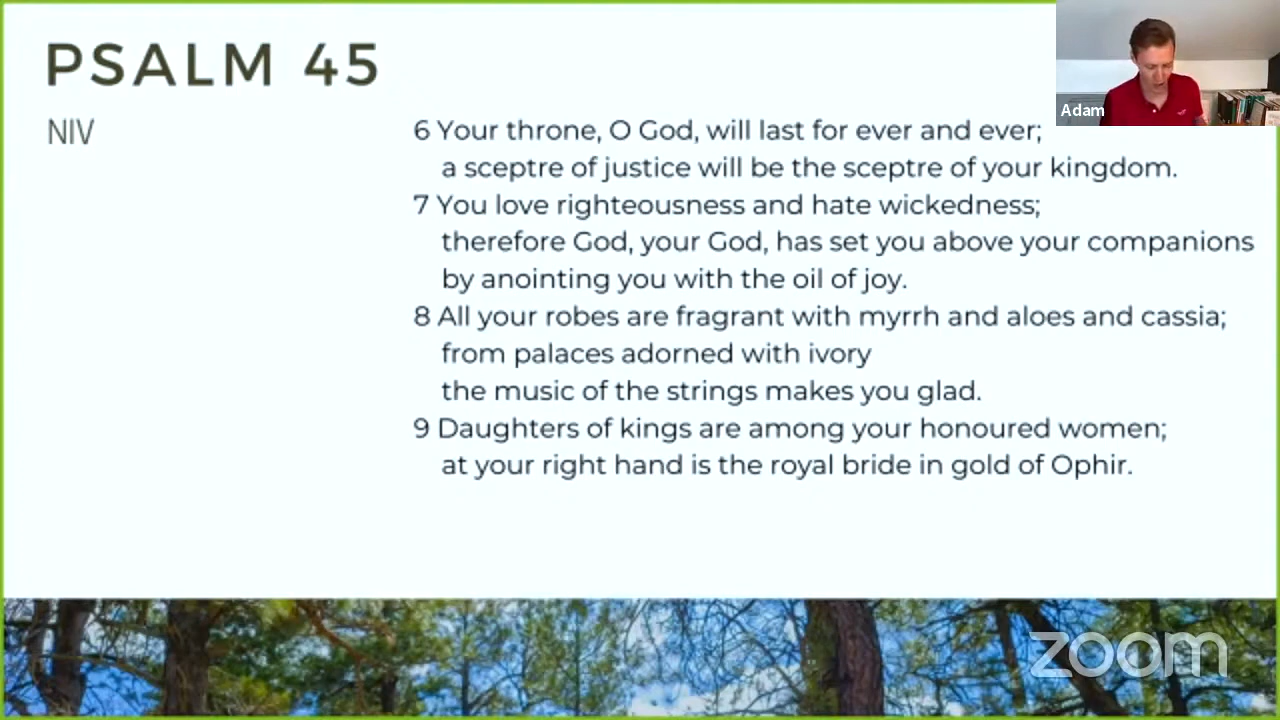 PSALM 45
NIV
6 Your throne, O God, will last for ever and ever;
a sceptre of justice will be the sceptre of your kingdom.
7 You love righteousness and hate wickedness;
therefore God, your God, has set you above your companions
by anointing you with the oil of joy.
8 All your robes are fragrant with myrrh and aloes and cassia;
from palaces adorned with ivory
the music of the strings makes you glad.
9 Daughters of kings are among your honoured women;
at your right hand is the royal bride in gold of Ophir.
Adam
zoom